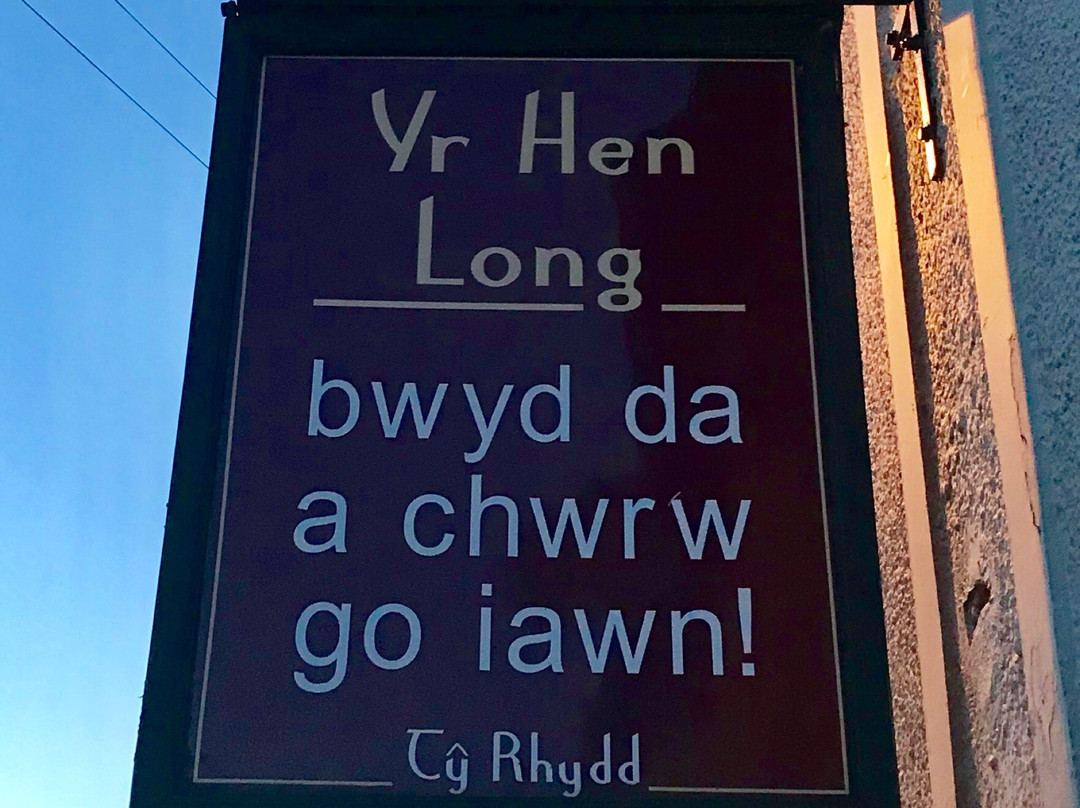 Yr Hen
Long
bwyd da
a chwrw
go iawn!
Tŷ Rhydd